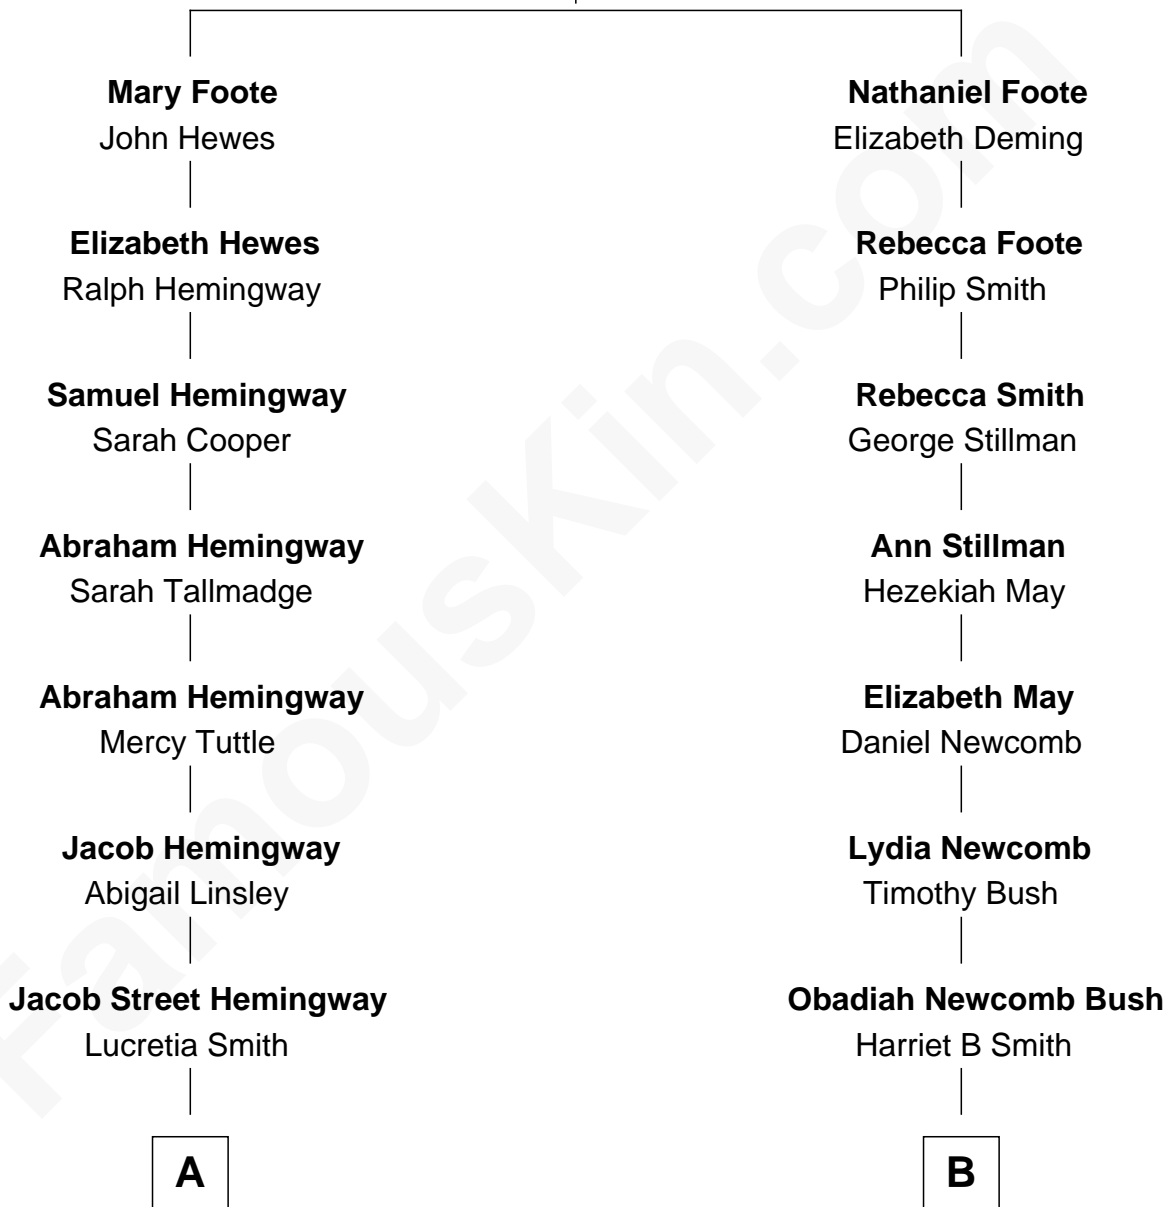 Mary Foote
John Hewes
Elizabeth Hewes
Ralph Hemingway
Samuel Hemingway
Sarah Cooper
Abraham Hemingway
Sarah Tallmadge
Abraham Hemingway
Mercy Tuttle
Jacob Hemingway
Abigail Linsley
Jacob Street Hemingway
Lucretia Smith
A
Nathaniel Foote
Elizabeth Deming
Rebecca Foote
Philip Smith
Rebecca Smith
George Stillman
Ann Stillman
Hezekiah May
Elizabeth May
Daniel Newcomb
Lydia Newcomb
Timothy Bush
Obadiah Newcomb Bush
Harriet B Smith
B
FamousKin.com